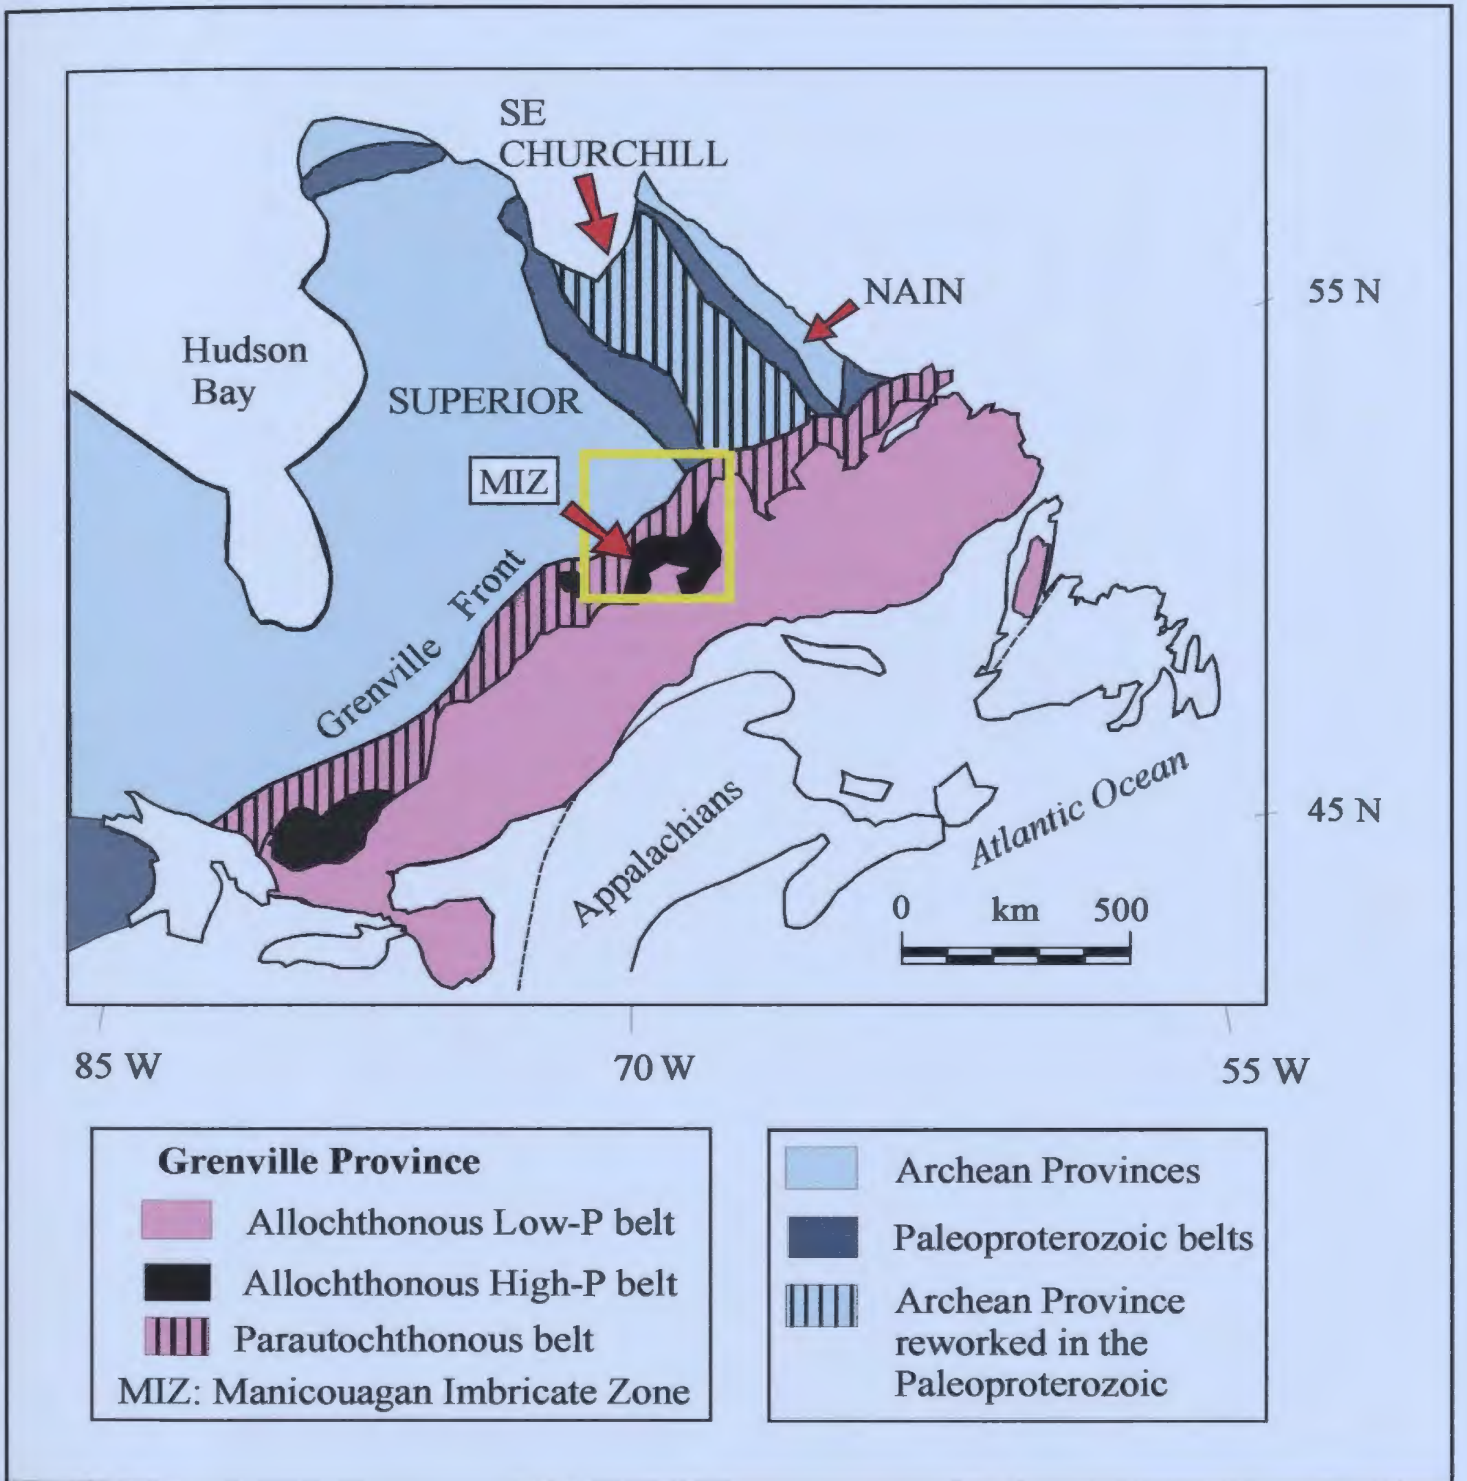 SE
CHURCHILL
NAIN
55 N
Hudson
Bay
SUPERIOR
MIZ
Grenville Front
Appalachians
Atlantic Ocean
45 N
0 km 500
85 W 70 W 55 W
Grenville Province
Allochthonous Low-P belt
Allochthonous High-P belt
Parautochthonous belt
MIZ: Manicouagan Imbricate Zone
Archean Provinces
Paleoproterozoic belts
Archean Province
reworked in the
Paleoproterozoic